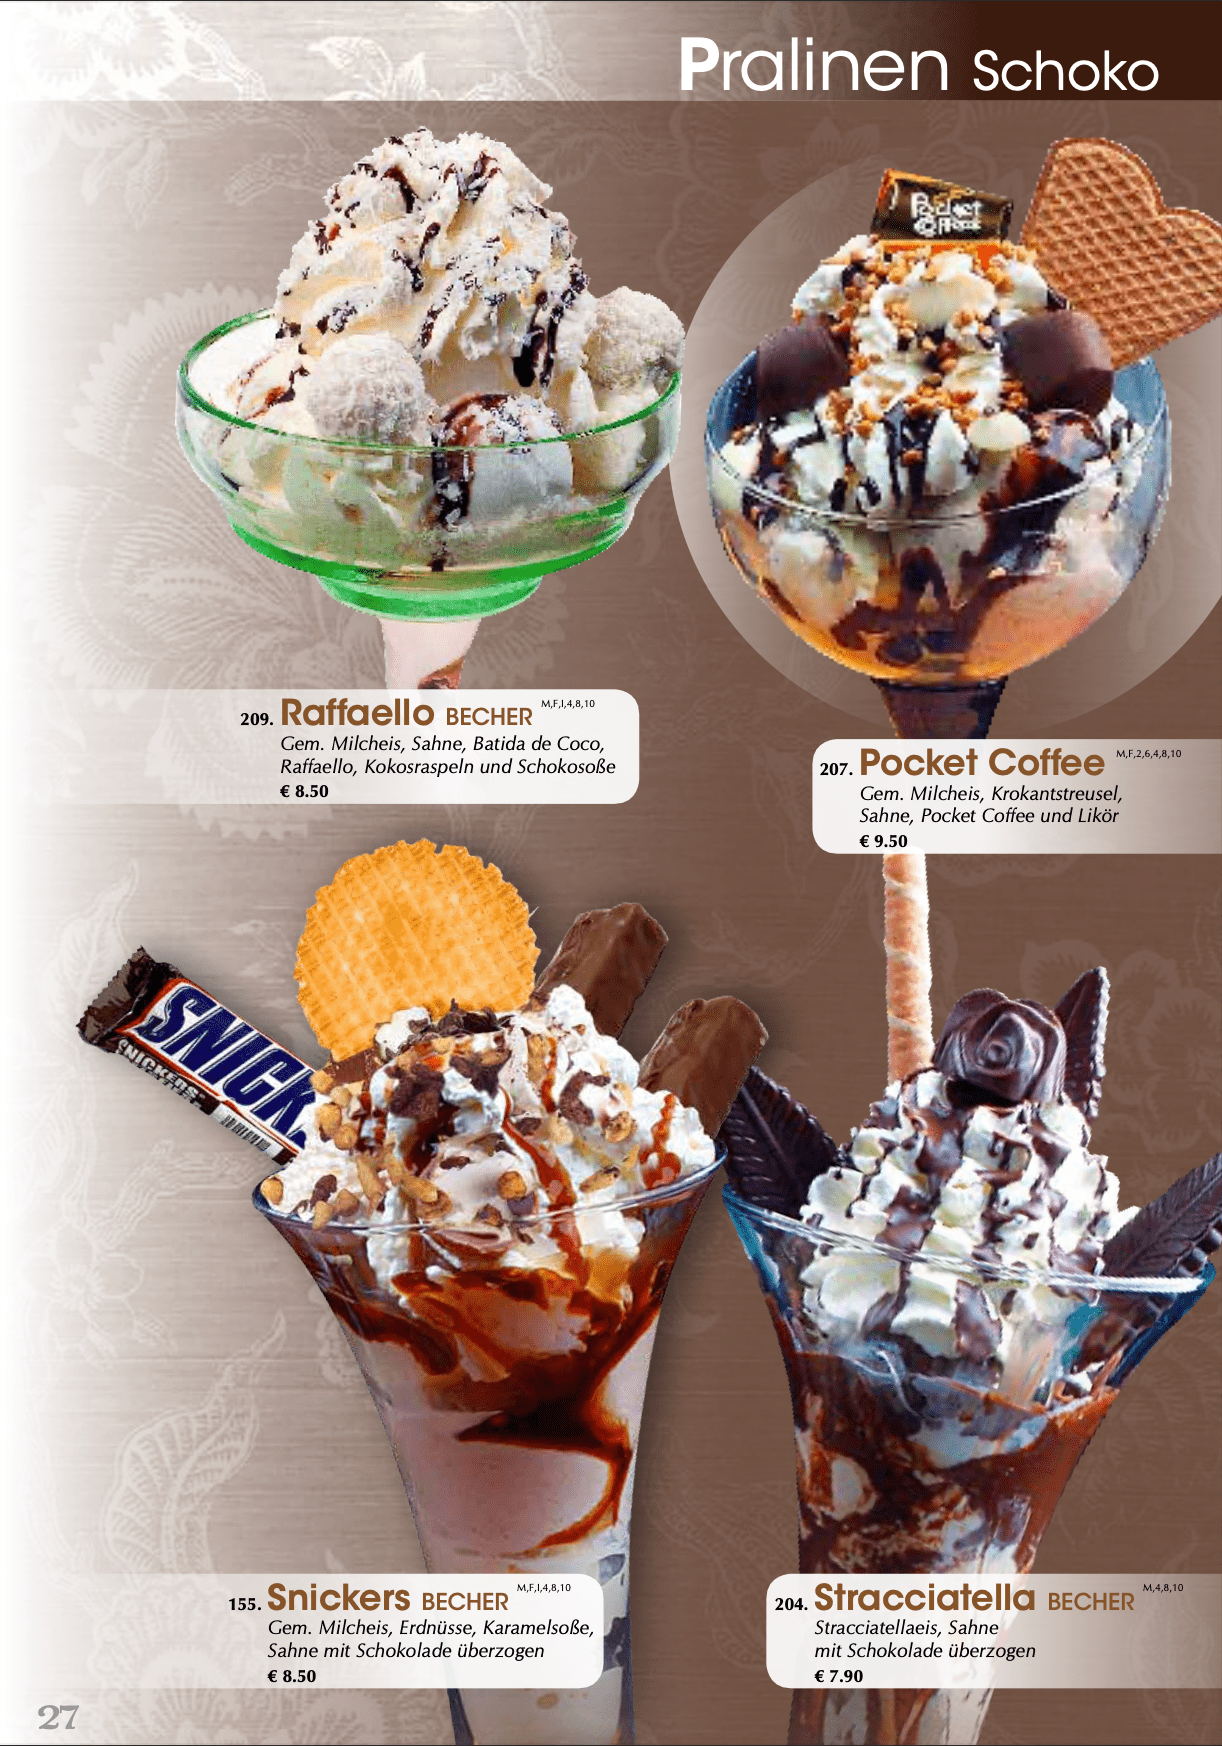 Pralinen Schoko
Pocket
Coffee
209. Raffaello BECHER M,F,I,4,8,10
Gem. Milcheis, Sahne, Batida de Coco,
Raffaello, Kokosraspeln und Schokosoße
€ 8.50
207. Pocket Coffee M,F,2,6,4,8,10
Gem. Milcheis, Krokantstreusel,
Sahne, Pocket Coffee und Likör
€ 9.50
SNICK
SNICKERS
155. Snickers BECHER M,F,I,4,8,10
Gem. Milcheis, Erdnüsse, Karamelsoße,
Sahne mit Schokolade überzogen
€ 8.50
204. Stracciatella BECHER M,4,8,10
Stracciatellaeis, Sahne
mit Schokolade überzogen
€ 7.90
27